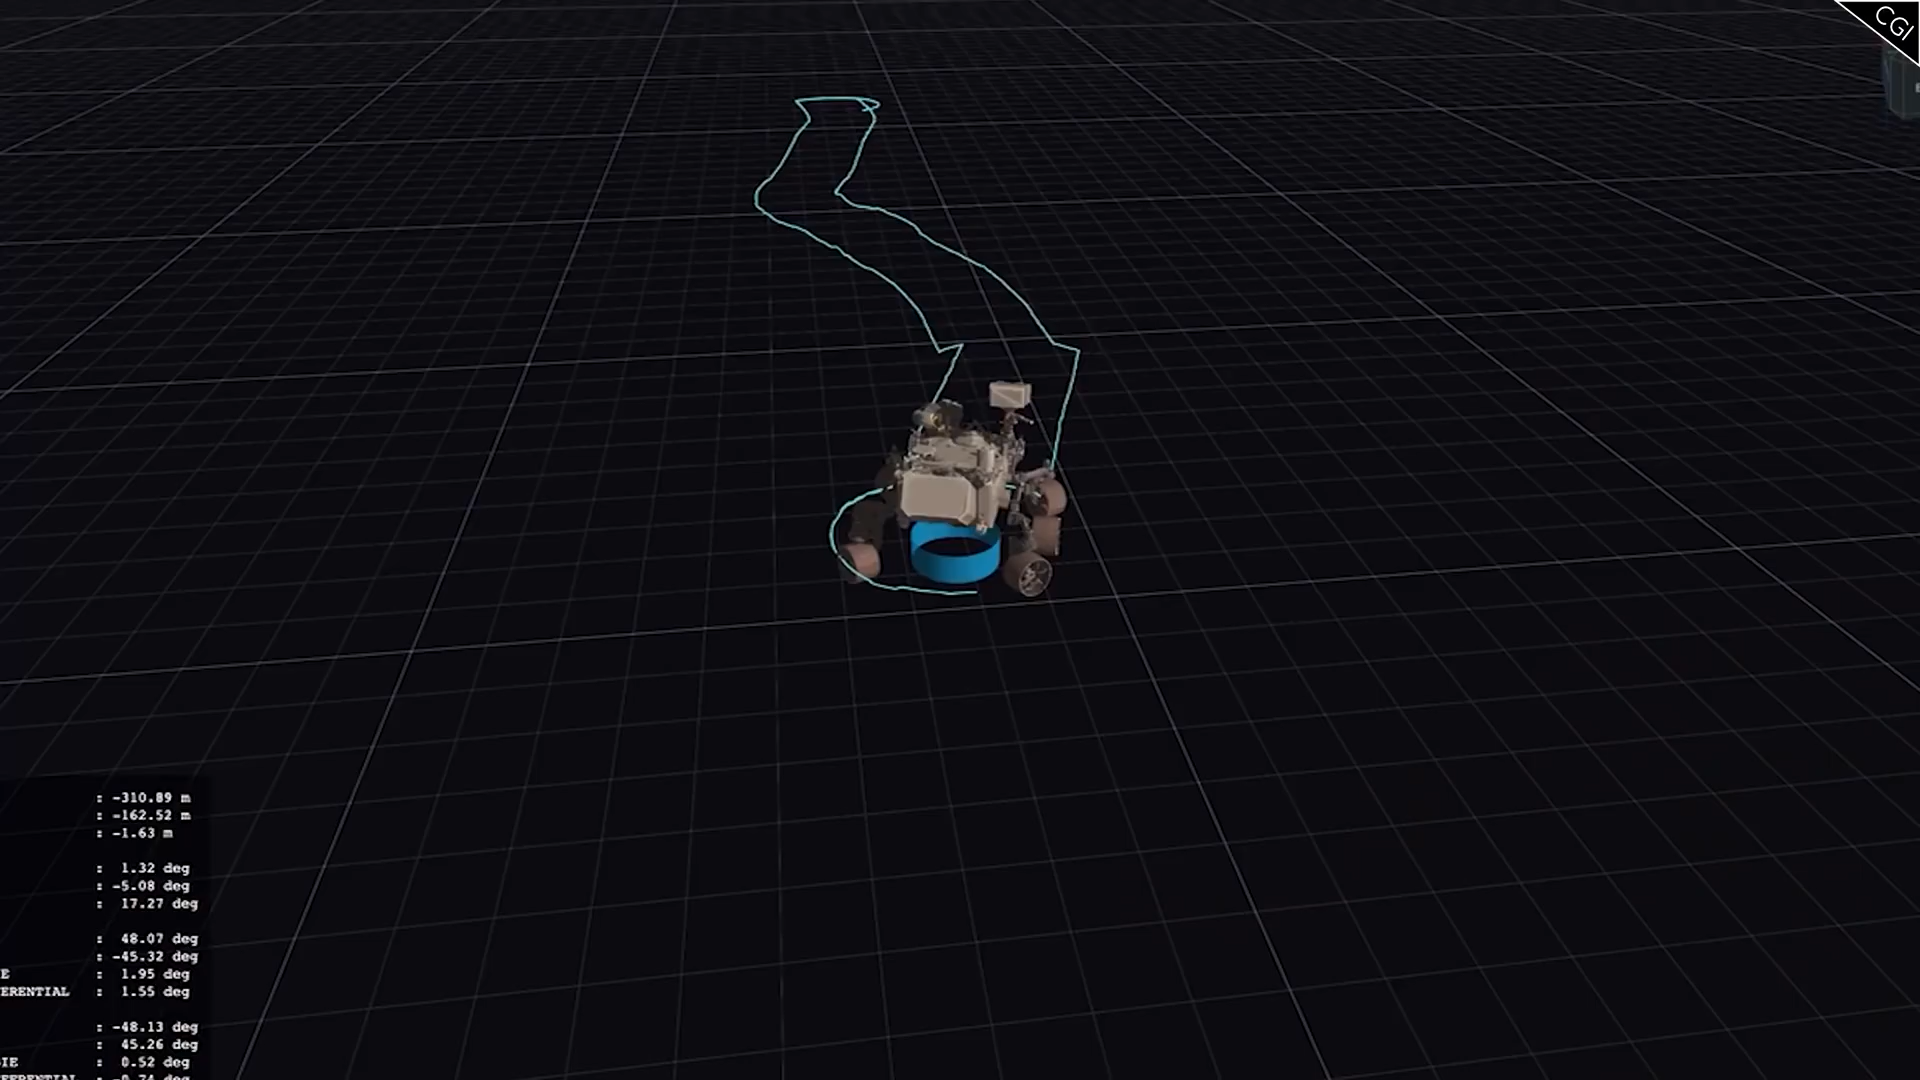 CGI
: -310.89 m
: -162.52 m
: -1.63 m
: 1.32 deg
: -5.08 deg
: 17.27 deg
: 48.07 deg
: -45.32 deg
E : 1.95 deg
ERENTIAL : 1.55 deg
: -48.13 deg
: 45.26 deg
IE : 0.52 deg